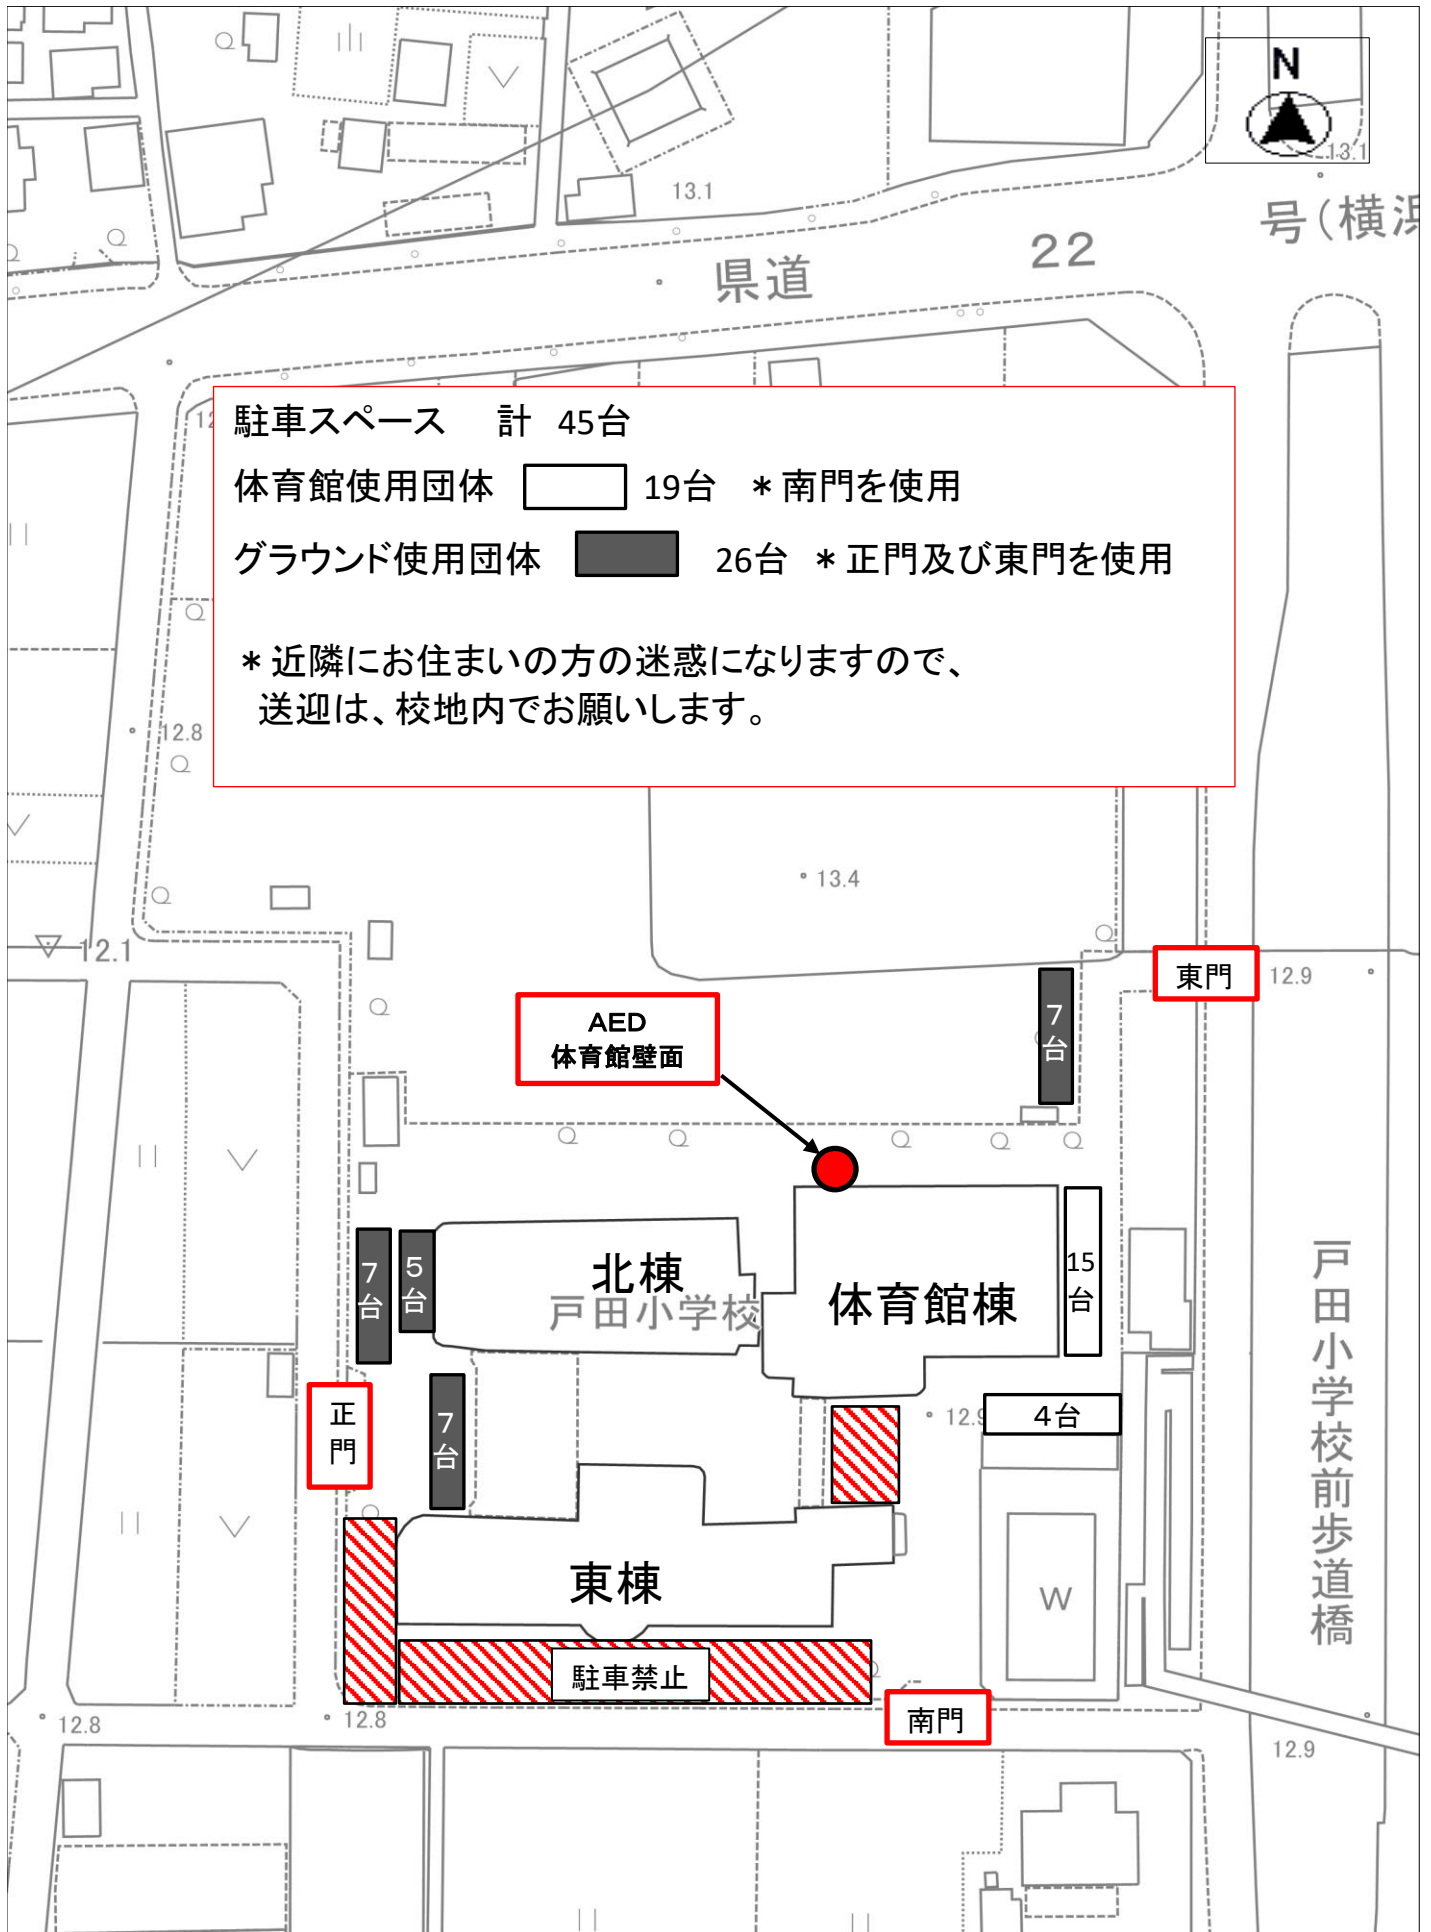 N
13.1
13.1
号(横浜
県道 22
駐車スペース 計 45台
体育館使用団体 19台 *南門を使用
グラウンド使用団体 26台 *正門及び東門を使用
*近隣にお住まいの方の迷惑になりますので、
送迎は、校地内でお願いします。
12.8
13.4
12.1
東門
12.9
7台
AED
体育館壁面
7台
5台
北棟
戸田小学校
体育館棟
15台
正門
7台
12.9
4台
東棟
W
戸田小学校前歩道橋
駐車禁止
南門
12.8
12.8
12.9